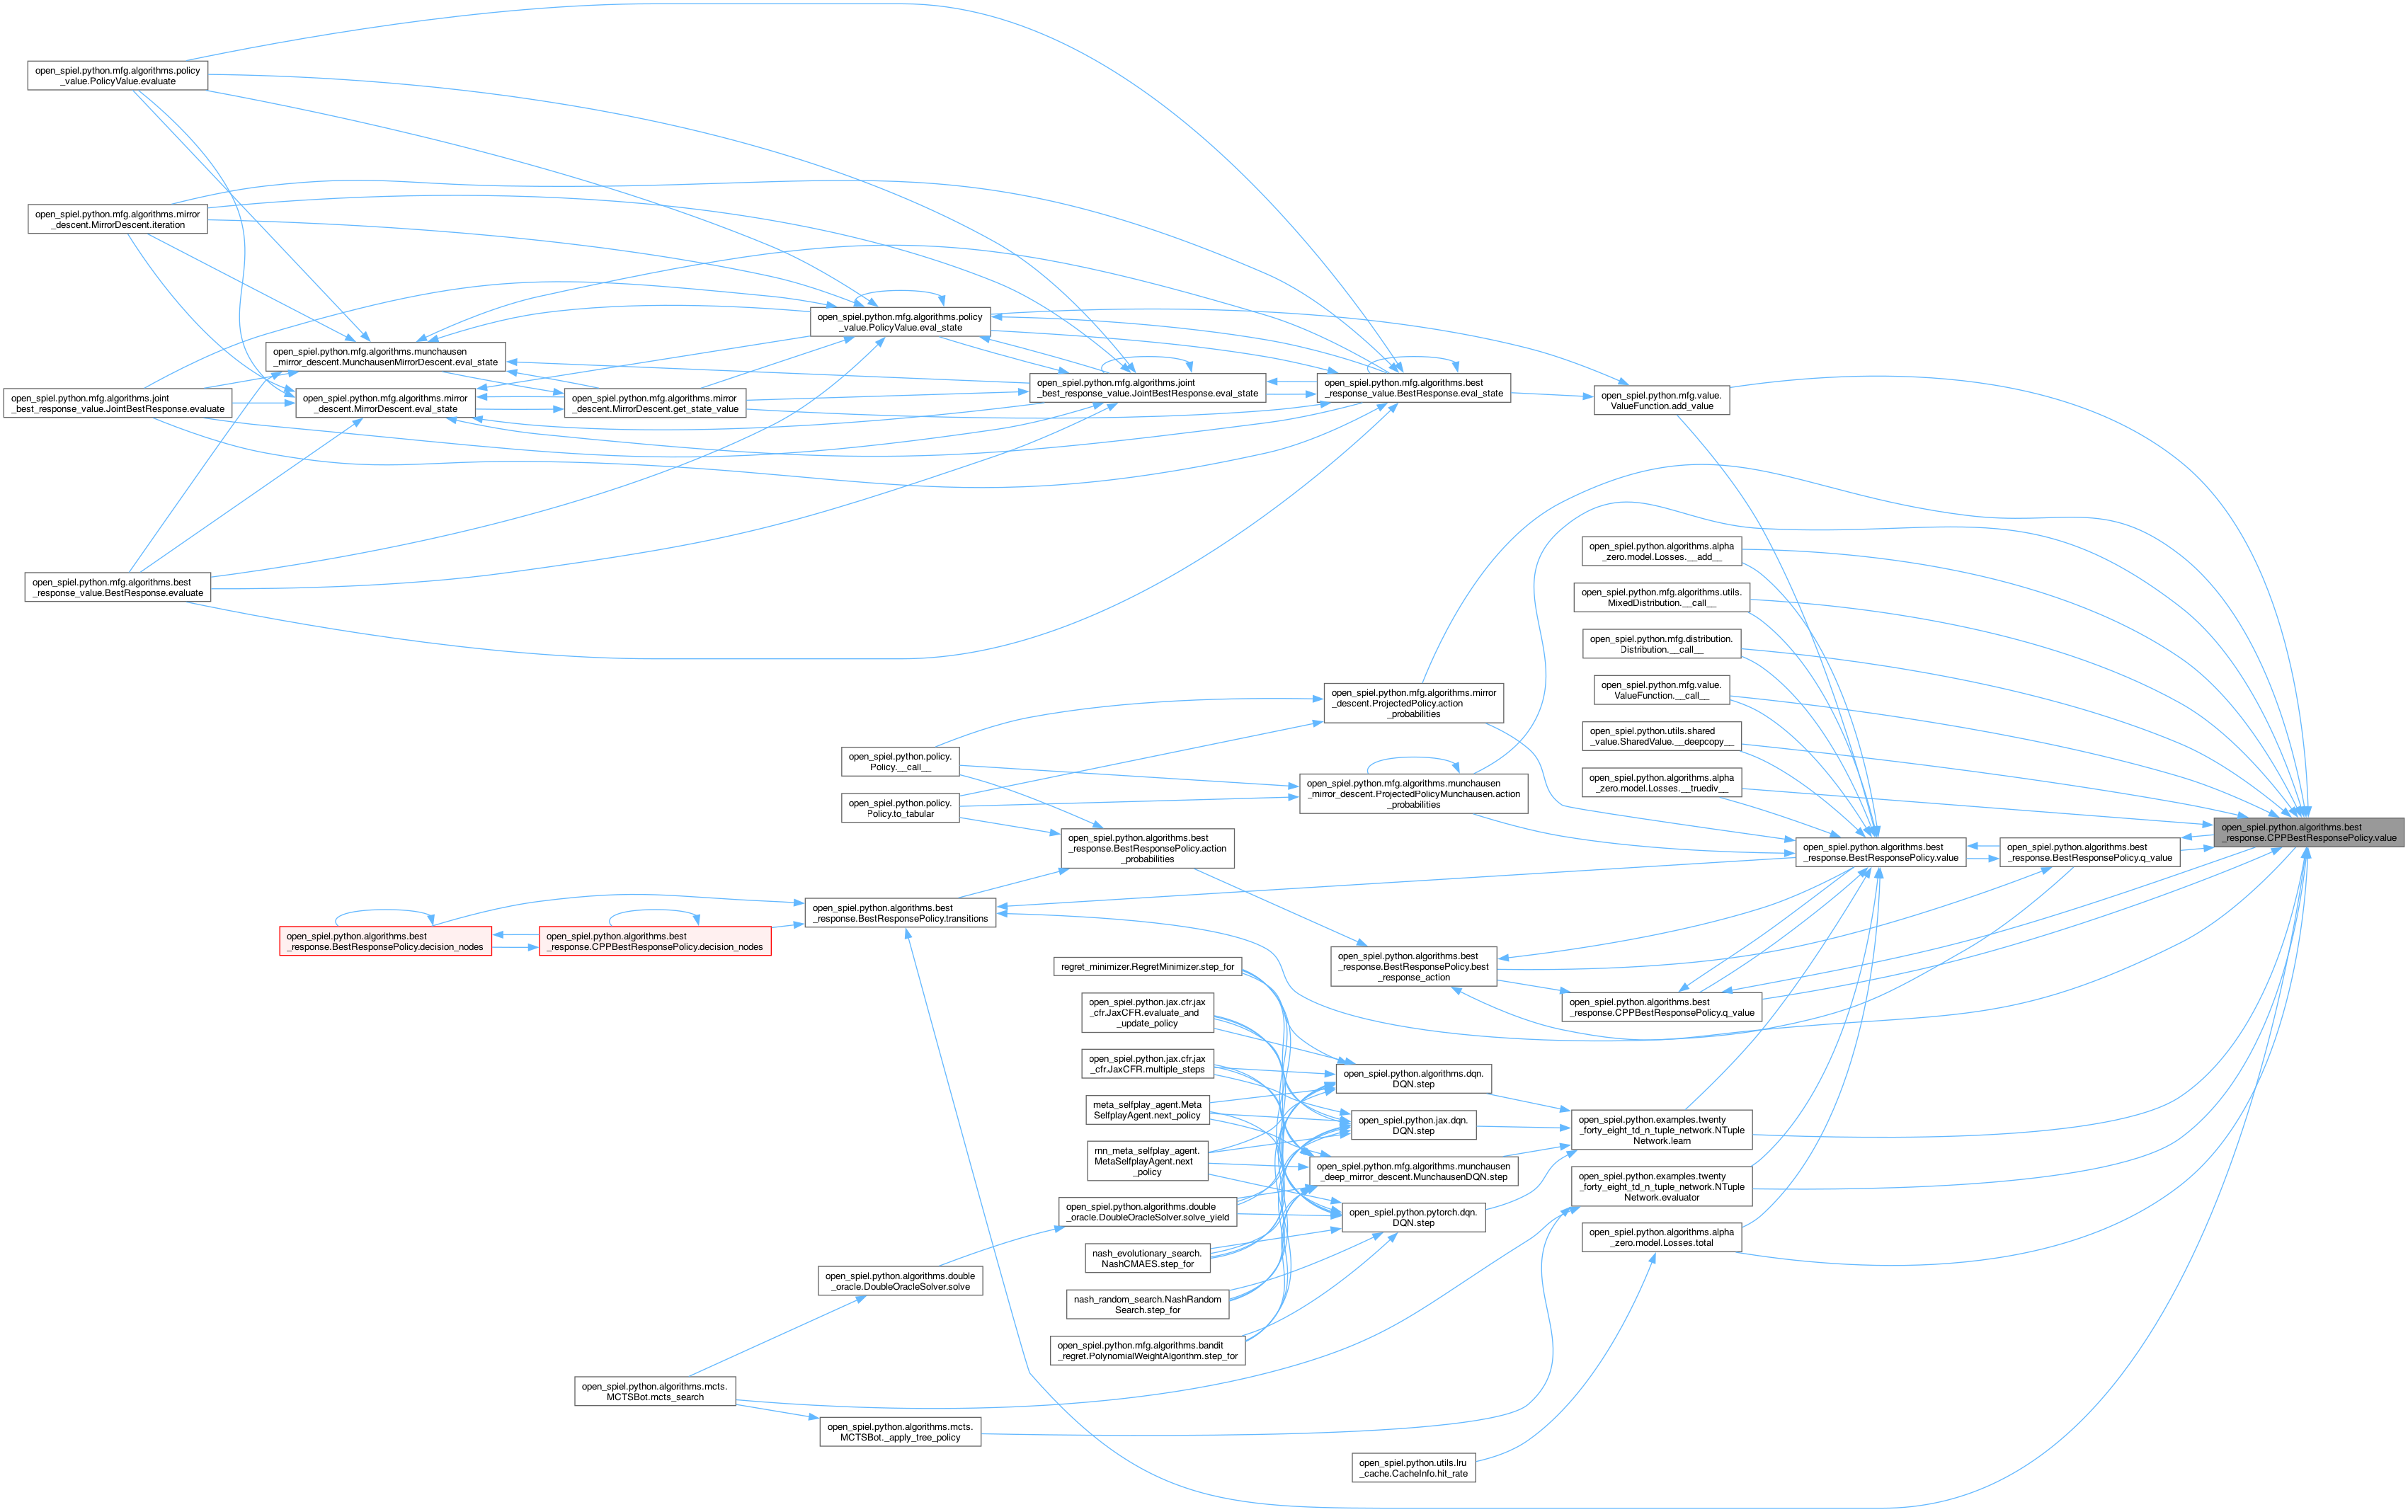 open_spiel.python.mfg.algorithms.policy
_value.PolicyValue.evaluate
open_spiel.python.mfg.algorithms.mirror
_descent.MirrorDescent.iteration
open_spiel.python.mfg.algorithms.policy
_value.PolicyValue.eval_state
open_spiel.python.mfg.algorithms.munchausen
_mirror_descent.MunchausenMirrorDescent.eval_state
open_spiel.python.mfg.algorithms.joint
_best_response_value.JointBestResponse.evaluate
open_spiel.python.mfg.algorithms.mirror
_descent.MirrorDescent.eval_state
open_spiel.python.mfg.algorithms.mirror
_descent.MirrorDescent.get_state_value
open_spiel.python.mfg.algorithms.joint
_best_response_value.JointBestResponse.eval_state
open_spiel.python.mfg.algorithms.best
_response_value.BestResponse.eval_state
open_spiel.python.mfg.value.
ValueFunction.add_value
open_spiel.python.mfg.algorithms.best
_response_value.BestResponse.evaluate
open_spiel.python.algorithms.alpha
_zero.model.Losses.__add__
open_spiel.python.mfg.algorithms.utils.
MixedDistribution.__call__
open_spiel.python.mfg.distribution.
Distribution.__call__
open_spiel.python.mfg.value.
ValueFunction.__call__
open_spiel.python.utils.shared
_value.SharedValue.__deepcopy__
open_spiel.python.algorithms.alpha
_zero.model.Losses.__truediv__
open_spiel.python.mfg.algorithms.mirror
_descent.ProjectedPolicy.action
_probabilities
open_spiel.python.policy.
Policy.__call__
open_spiel.python.mfg.algorithms.munchausen
_mirror_descent.ProjectedPolicyMunchausen.action
_probabilities
open_spiel.python.policy.
Policy.to_tabular
open_spiel.python.algorithms.best
_response.BestResponsePolicy.action
_probabilities
open_spiel.python.algorithms.best
_response.BestResponsePolicy.value
open_spiel.python.algorithms.best
_response.BestResponsePolicy.q_value
open_spiel.python.algorithms.best
_response.CPPBestResponsePolicy.value
open_spiel.python.algorithms.best
_response.BestResponsePolicy.transitions
open_spiel.python.algorithms.best
_response.BestResponsePolicy.decision_nodes
open_spiel.python.algorithms.best
_response.CPPBestResponsePolicy.decision_nodes
open_spiel.python.algorithms.best
_response.BestResponsePolicy.best
_response_action
open_spiel.python.algorithms.best
_response.CPPBestResponsePolicy.q_value
regret_minimizer.RegretMinimizer.step_for
open_spiel.python.jax.cfr.jax
_cfr.JaxCFR.evaluate_and
_update_policy
open_spiel.python.jax.cfr.jax
_cfr.JaxCFR.multiple_steps
meta_selfplay_agent.Meta
SelfplayAgent.next_policy
rnn_meta_selfplay_agent.
MetaSelfplayAgent.next
_policy
open_spiel.python.algorithms.double
_oracle.DoubleOracleSolver.solve_yield
nash_evolutionary_search.
NashCMAES.step_for
nash_random_search.NashRandom
Search.step_for
open_spiel.python.mfg.algorithms.bandit
_regret.PolynomialWeightAlgorithm.step_for
open_spiel.python.algorithms.dqn.
DQN.step
open_spiel.python.jax.dqn.
DQN.step
open_spiel.python.mfg.algorithms.munchausen
_deep_mirror_descent.MunchausenDQN.step
open_spiel.python.pytorch.dqn.
DQN.step
open_spiel.python.examples.twenty
_forty_eight_td_n_tuple_network.NTuple
Network.learn
open_spiel.python.examples.twenty
_forty_eight_td_n_tuple_network.NTuple
Network.evaluator
open_spiel.python.algorithms.alpha
_zero.model.Losses.total
open_spiel.python.algorithms.double
_oracle.DoubleOracleSolver.solve
open_spiel.python.algorithms.mcts.
MCTSBot.mcts_search
open_spiel.python.algorithms.mcts.
MCTSBot._apply_tree_policy
open_spiel.python.utils.lru
_cache.CacheInfo.hit_rate